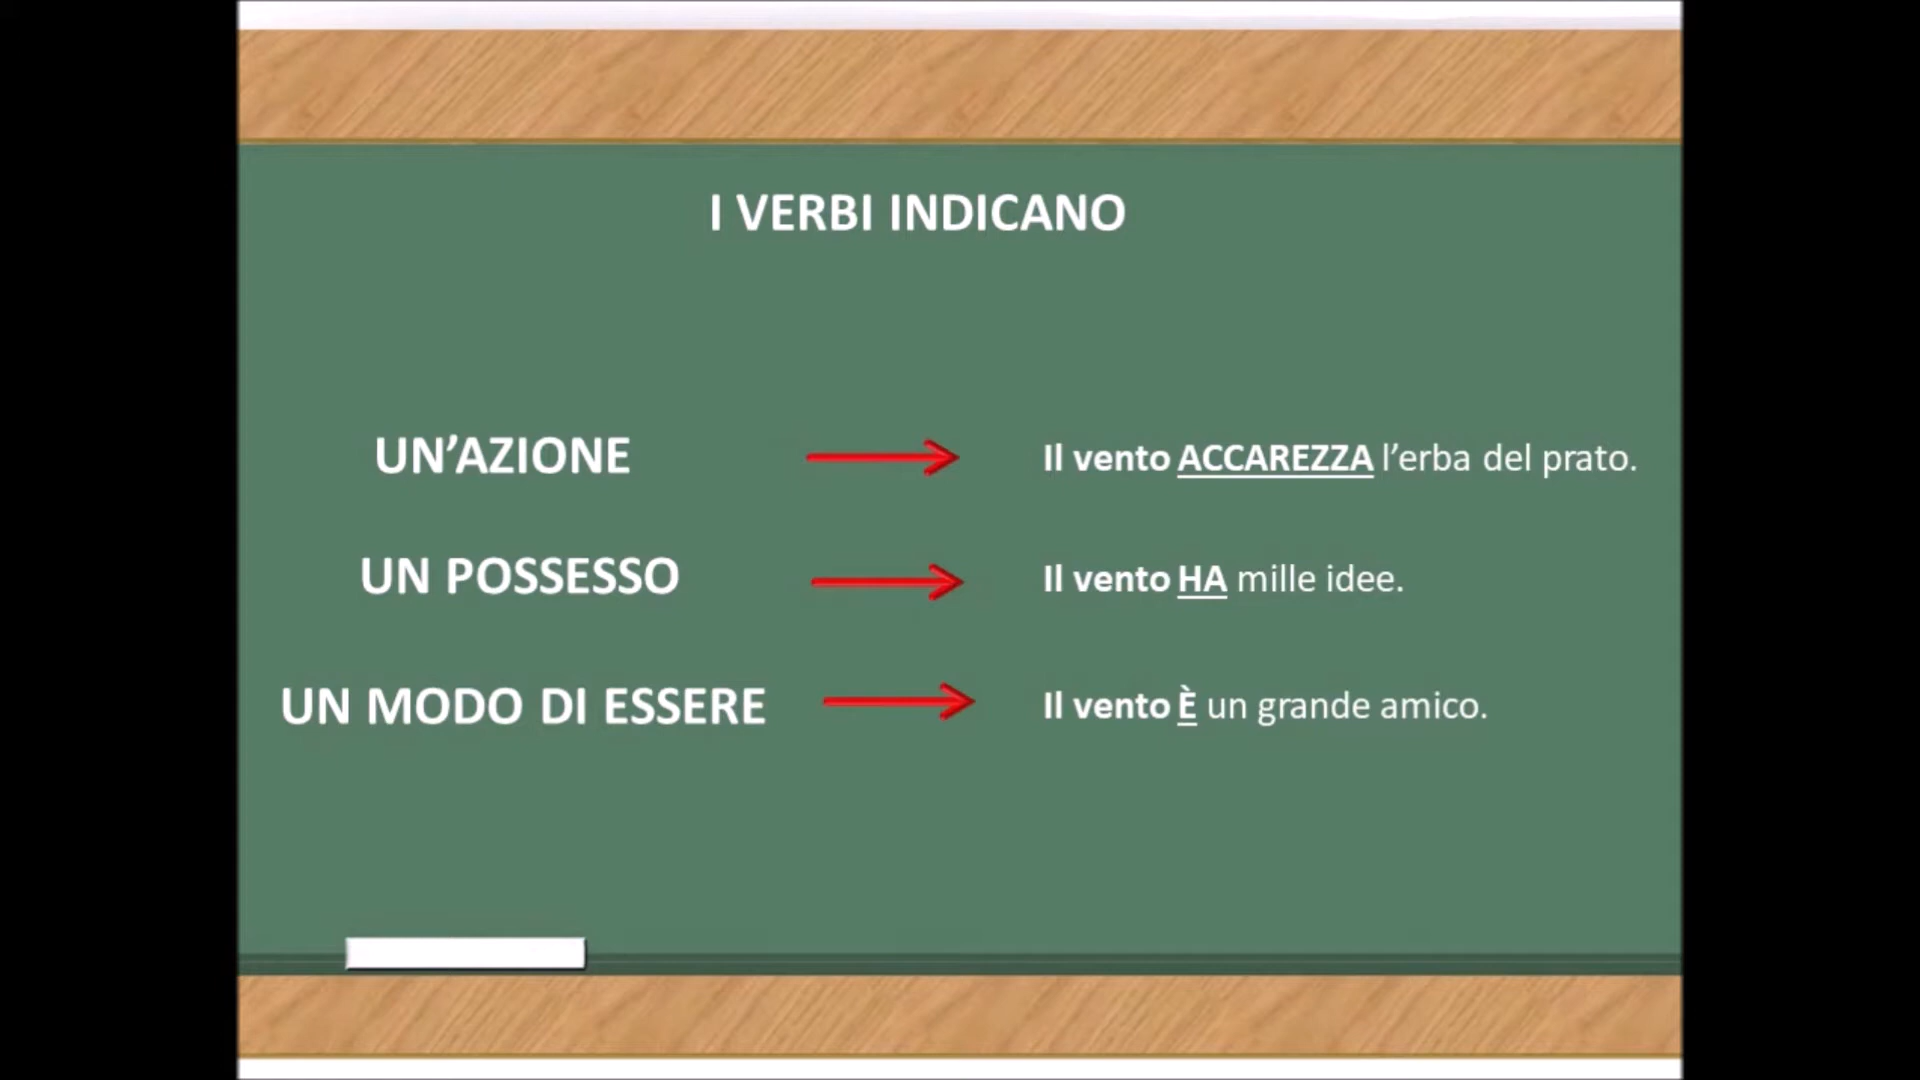 I VERBI INDICANO
UN’AZIONE Il vento ACCAREZZA l’erba del prato.
UN POSSESSO Il vento HA mille idee.
UN MODO DI ESSERE Il vento È un grande amico.